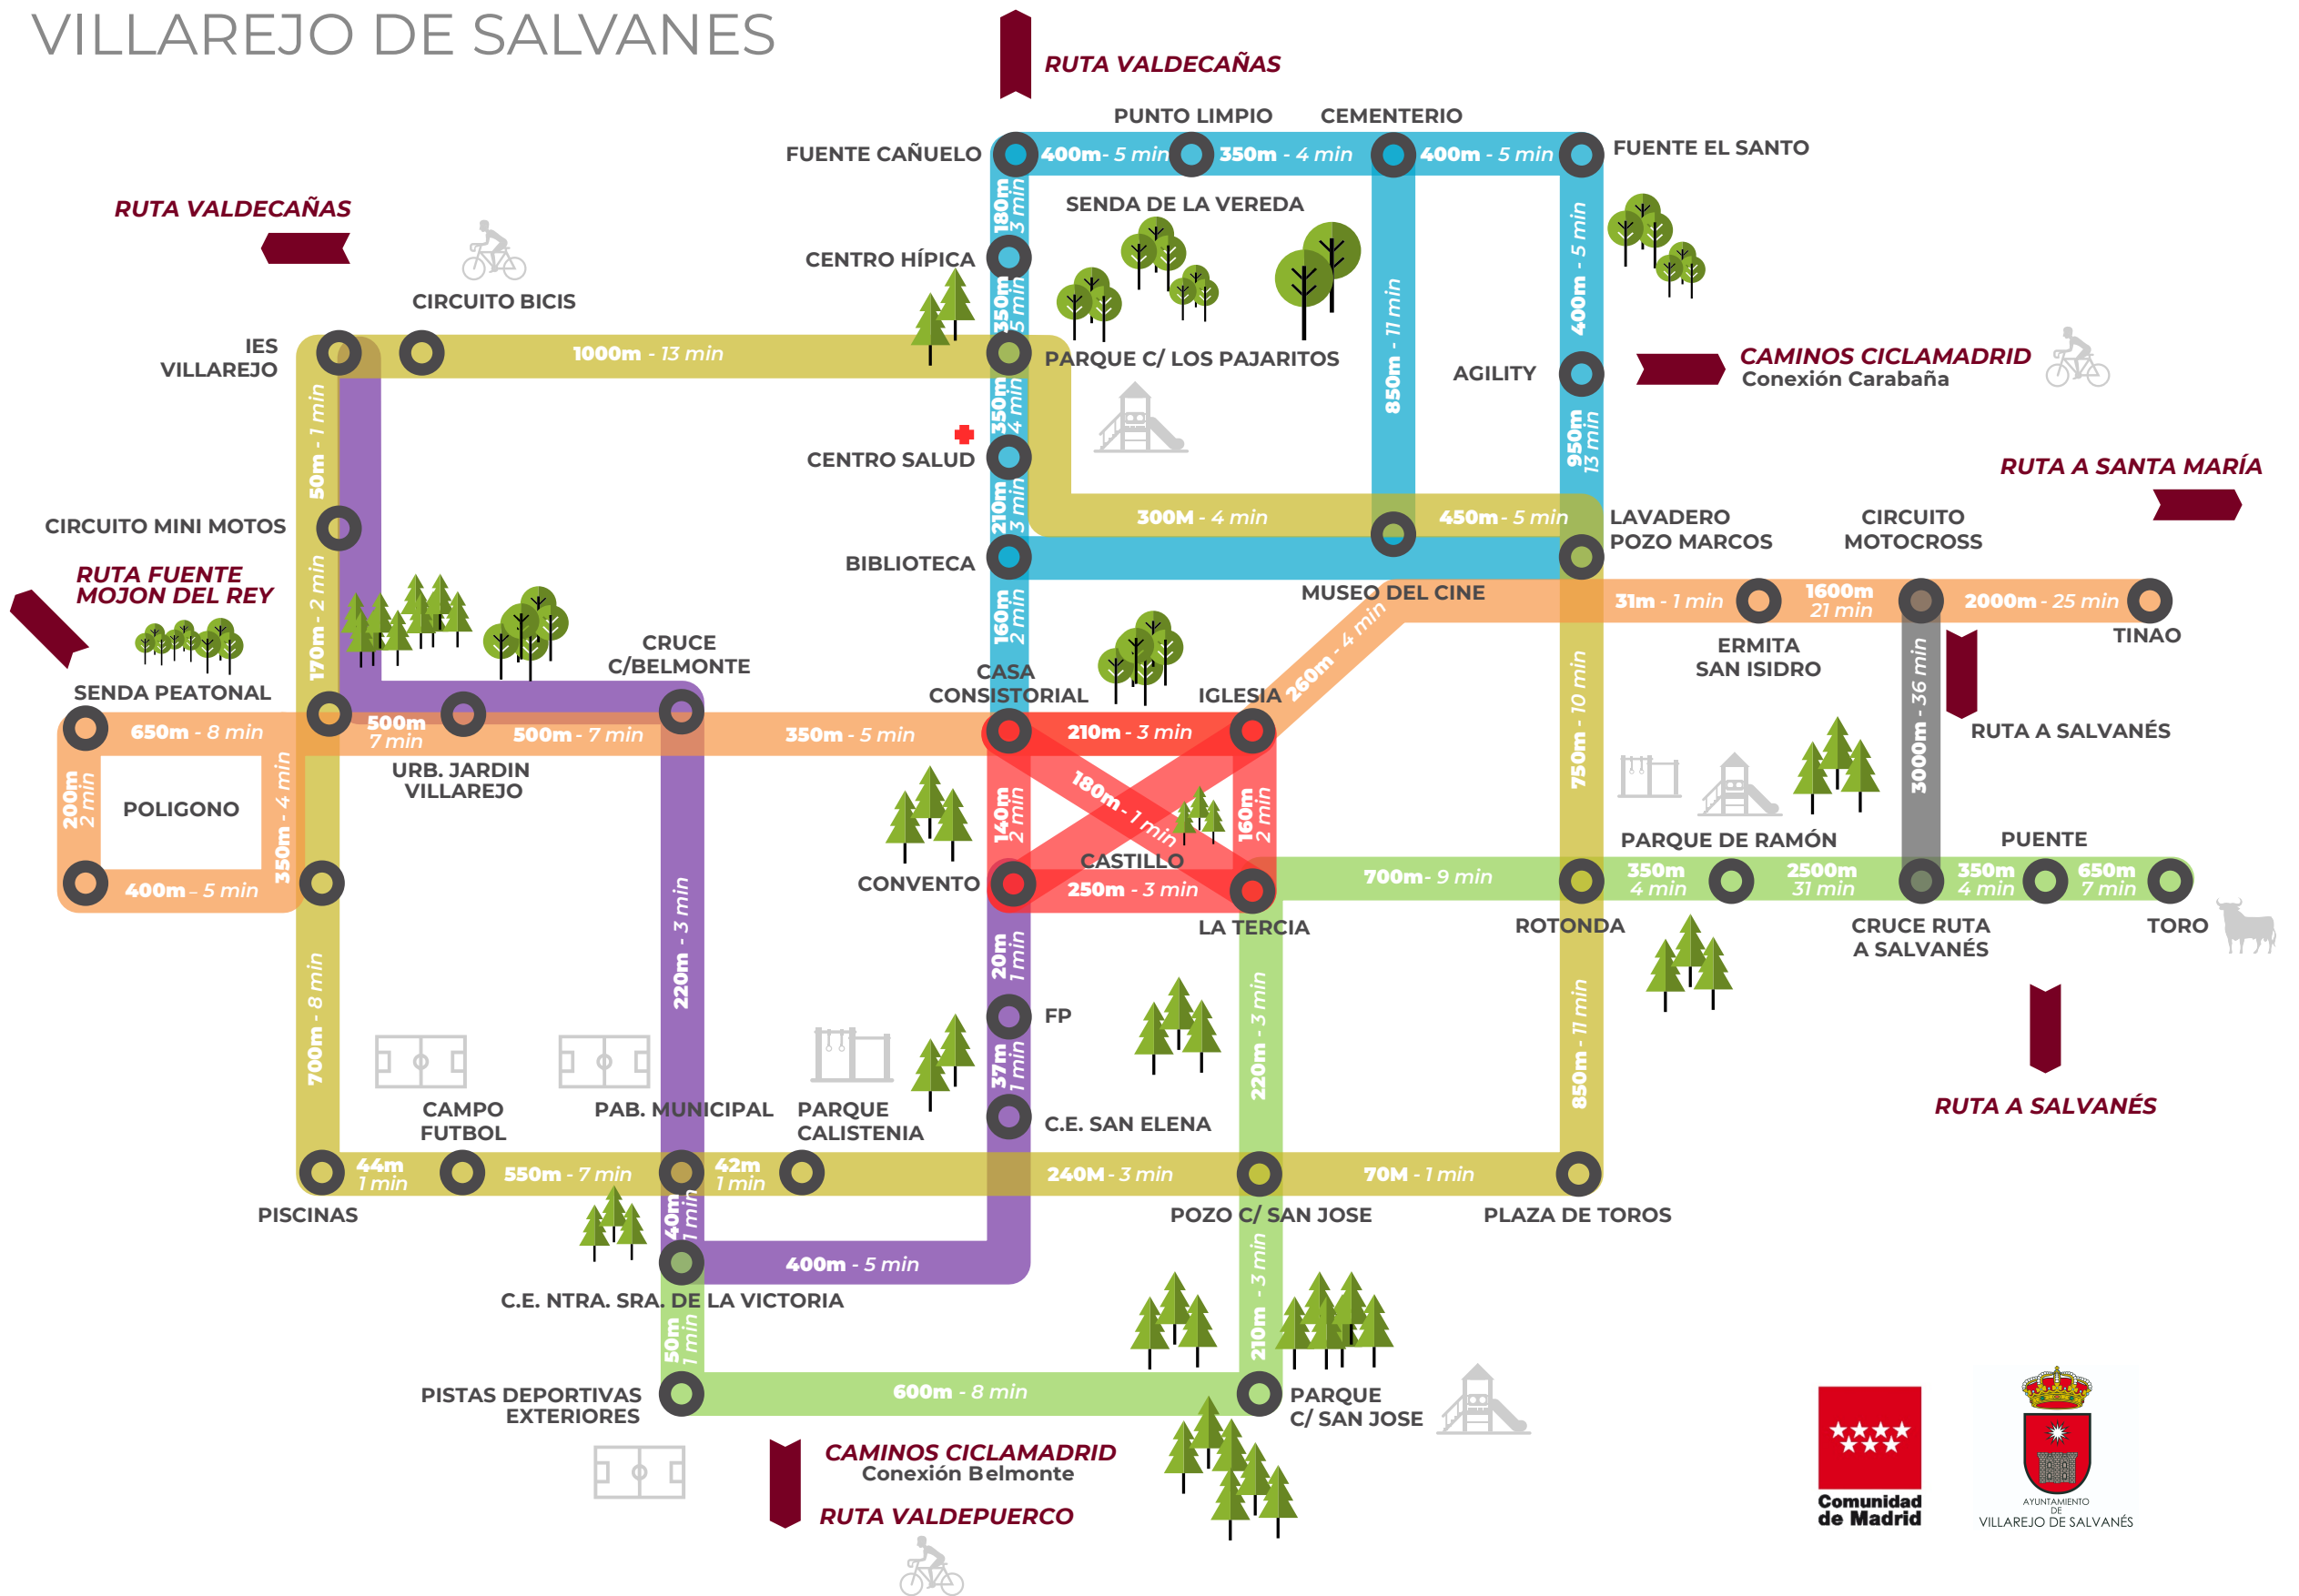 VILLAREJO DE SALVANES
RUTA VALDECAÑAS
PUNTO LIMPIO
CEMENTERIO
FUENTE CAÑUELO
400m - 5 min
350m - 4 min
400m - 5 min
FUENTE EL SANTO
180m
3 min
SENDA DE LA VEREDA
RUTA VALDECAÑAS
400m - 5 min
CENTRO HÍPICA
CIRCUITO BICIS
350m
5 min
850m - 11 min
IES
VILLAREJO
1000m - 13 min
PARQUE C/ LOS PAJARITOS
AGILITY
CAMINOS CICLAMADRID
Conexión Carabaña
50m - 1 min
350m
4 min
950m
13 min
CENTRO SALUD
RUTA A SANTA MARÍA
210m
3 min
CIRCUITO MINI MOTOS
300M - 4 min
450m - 5 min
LAVADERO
POZO MARCOS
CIRCUITO
MOTOCROSS
BIBLIOTECA
RUTA FUENTE
MOJON DEL REY
MUSEO DEL CINE
31m - 1 min
1600m
21 min
2000m - 25 min
170m - 2 min
160m
2 min
TINAO
CRUCE
C/BELMONTE
260m - 4 min
ERMITA
SAN ISIDRO
SENDA PEATONAL
CASA
CONSISTORIAL
IGLESIA
750m - 10 min
3000m - 36 min
650m - 8 min
500m
7 min
500m - 7 min
350m - 5 min
210m - 3 min
RUTA A SALVANÉS
URB. JARDIN
VILLAREJO
200m
2 min
POLIGONO
350m - 4 min
140m
2 min
180m - 1 min
160m
2 min
PARQUE DE RAMÓN
PUENTE
CASTILLO
CONVENTO
400m - 5 min
250m - 3 min
700m - 9 min
350m
4 min
2500m
31 min
350m
4 min
650m
7 min
LA TERCIA
ROTONDA
CRUCE RUTA
A SALVANÉS
TORO
220m - 3 min
20m
1 min
FP
700m - 8 min
220m - 3 min
850m - 11 min
37m
1 min
CAMPO
FUTBOL
PAB. MUNICIPAL
PARQUE
CALISTENIA
C.E. SAN ELENA
RUTA A SALVANÉS
44m
1 min
550m - 7 min
42m
1 min
240M - 3 min
70M - 1 min
PISCINAS
40m
1 min
POZO C/ SAN JOSE
PLAZA DE TOROS
400m - 5 min
C.E. NTRA. SRA. DE LA VICTORIA
210m - 3 min
50m
1 min
PISTAS DEPORTIVAS
EXTERIORES
600m - 8 min
PARQUE
C/ SAN JOSE
CAMINOS CICLAMADRID
Conexión Belmonte
RUTA VALDEPUERCO
Comunidad
de Madrid
AYUNTAMIENTO
DE
VILLAREJO DE SALVANÉS